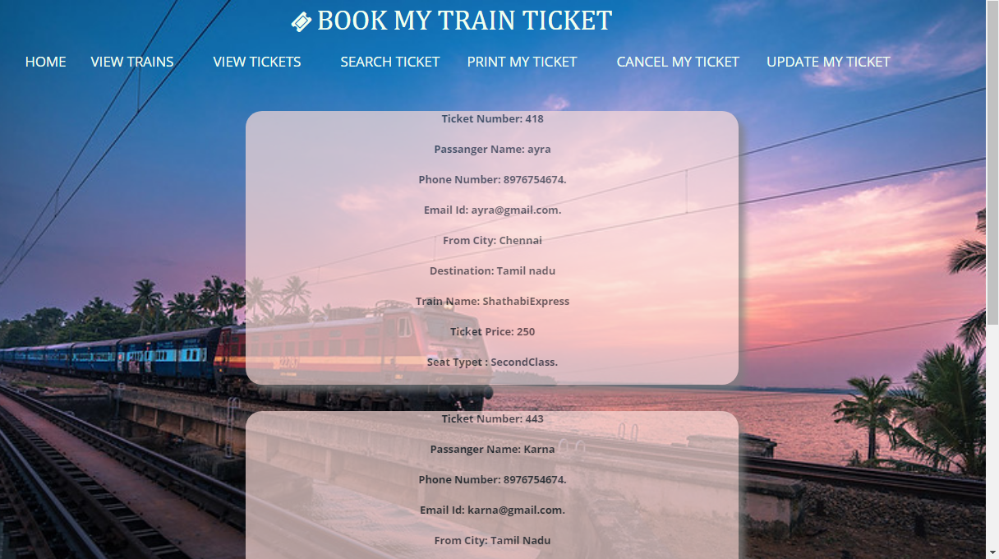 BOOK MY TRAIN TICKET
HOME VIEW TRAINS VIEW TICKETS SEARCH TICKET PRINT MY TICKET CANCEL MY TICKET UPDATE MY TICKET
Ticket Number: 418
Passanger Name: ayra
Phone Number: 8976754674.
Email Id: ayra@gmail.com.
From City: Chennai
Destination: Tamil nadu
Train Name: ShathabiExpress
Ticket Price: 250
Seat Typet : SecondClass.
Ticket Number: 443
Passanger Name: Karna
Phone Number: 8976754674.
Email Id: karna@gmail.com.
From City: Tamil Nadu